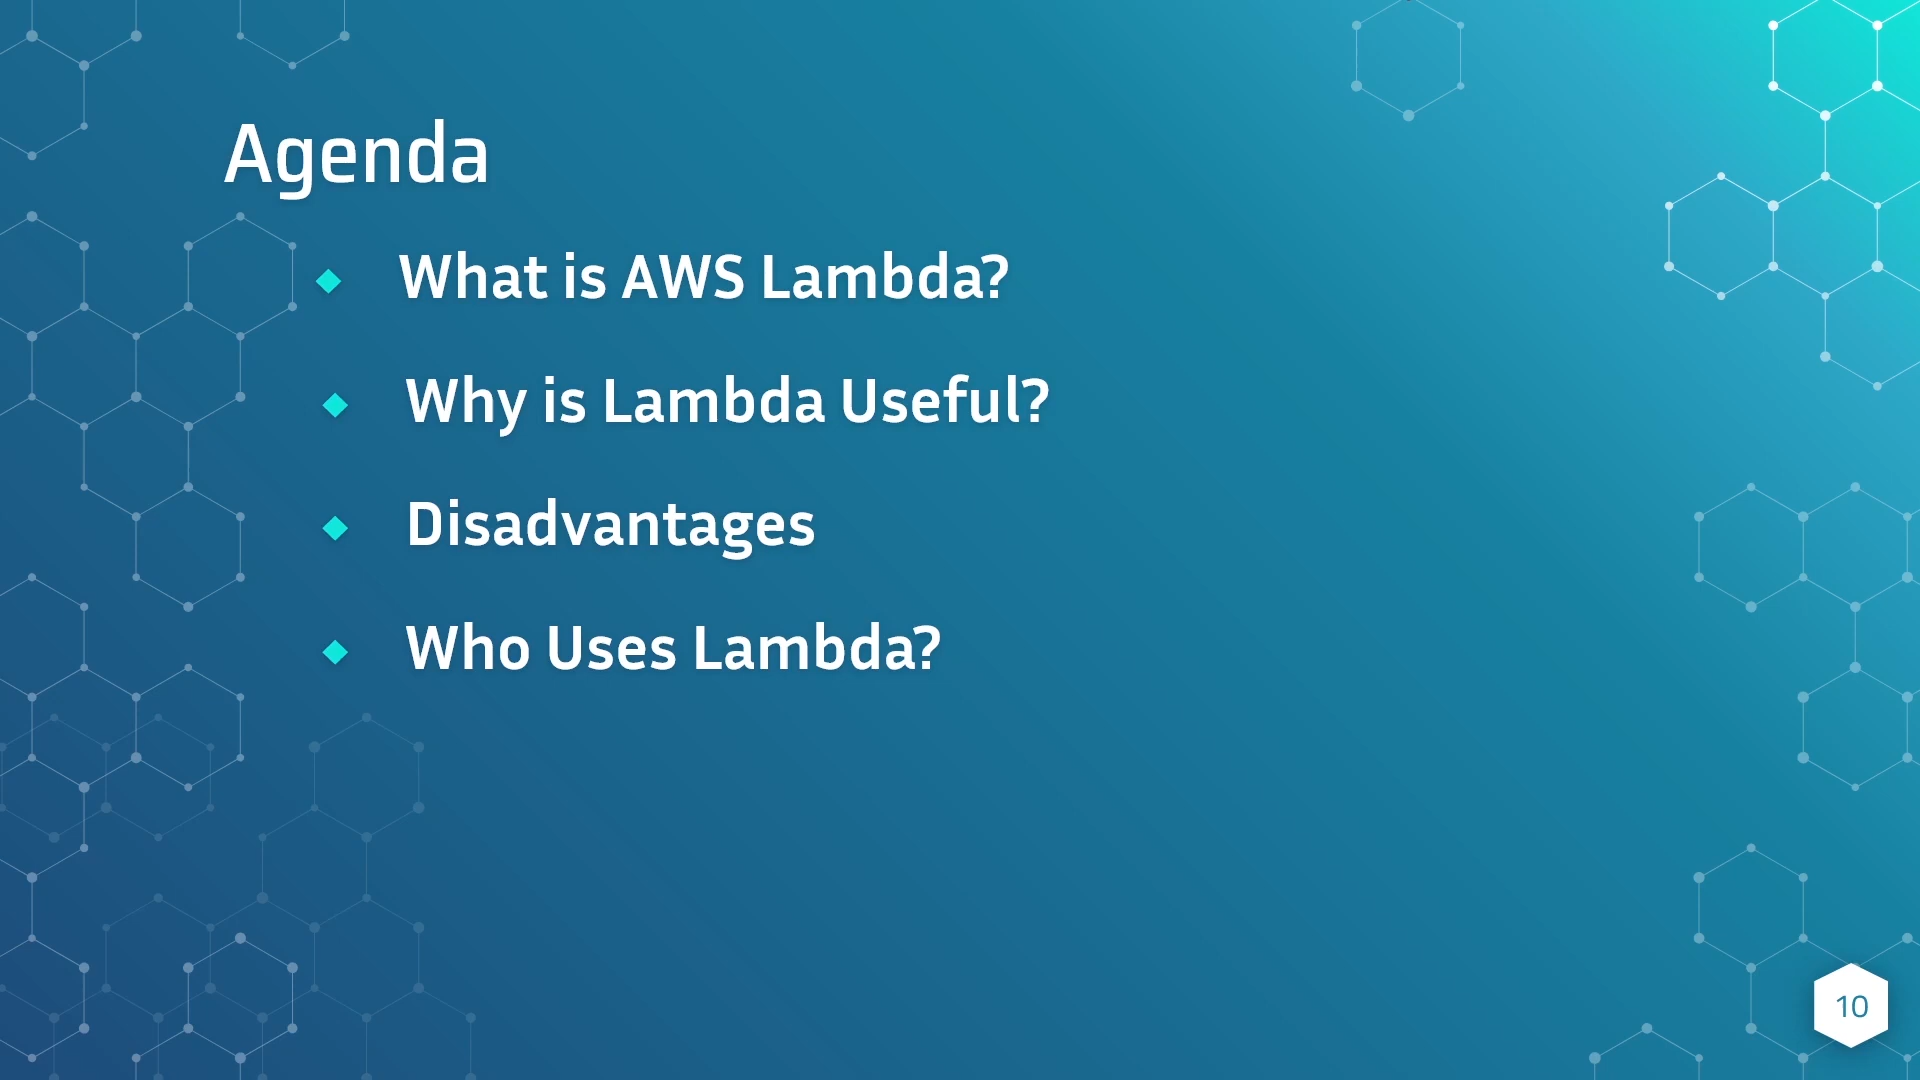 Agenda
What is AWS Lambda?
Why is Lambda Useful?
Disadvantages
Who Uses Lambda?
10